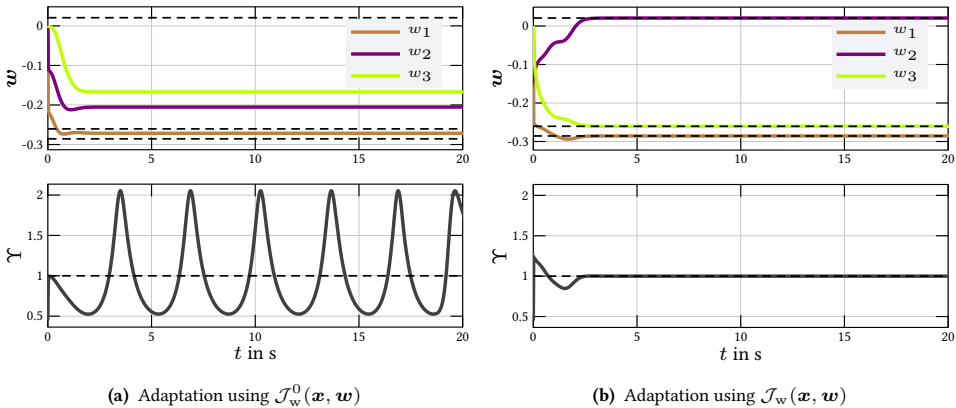 0
-0.1
-0.2
-0.3
w
w1
w2
w3
0 5 10 15 20
2
1.5
1
0.5
Υ
0 5 10 15 20
t in s
(a) Adaptation using 𝒥⁰w(x, w)
0
-0.1
-0.2
-0.3
w
w1
w2
w3
0 5 10 15 20
2
1.5
1
0.5
Υ
0 5 10 15 20
t in s
(b) Adaptation using 𝒥w(x, w)